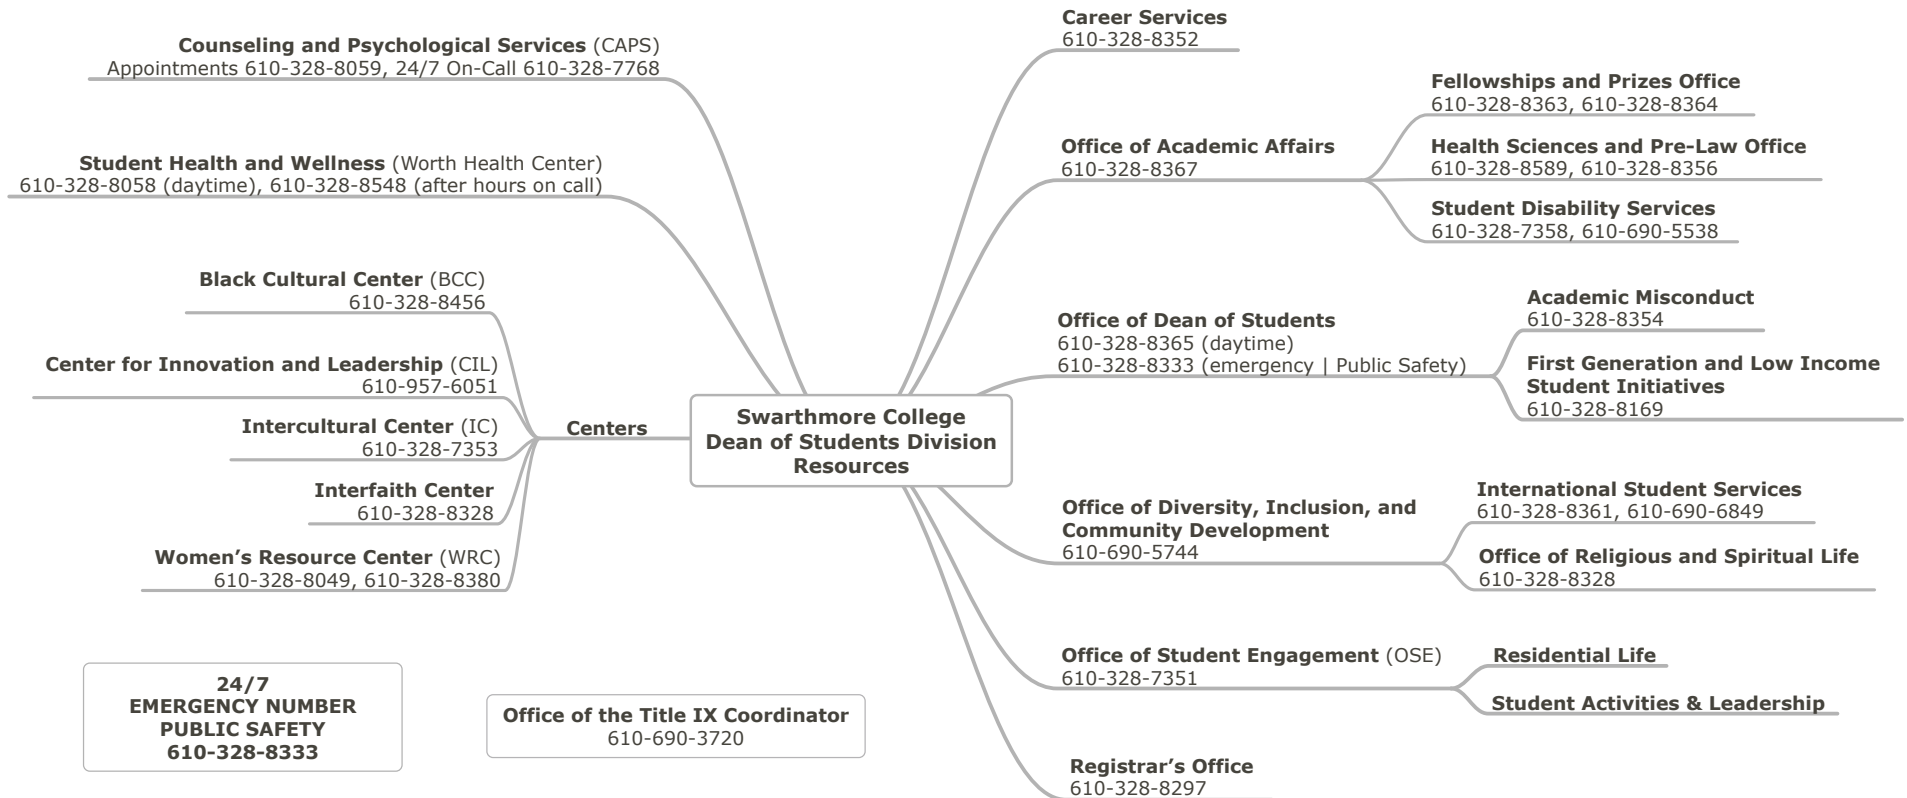 Swarthmore College
Dean of Students Division
Resources
Counseling and Psychological Services (CAPS)
Appointments 610-328-8059, 24/7 On-Call 610-328-7768
Student Health and Wellness (Worth Health Center)
610-328-8058 (daytime), 610-328-8548 (after hours on call)
Centers
Black Cultural Center (BCC)
610-328-8456
Center for Innovation and Leadership (CIL)
610-957-6051
Intercultural Center (IC)
610-328-7353
Interfaith Center
610-328-8328
Women’s Resource Center (WRC)
610-328-8049, 610-328-8380
Career Services
610-328-8352
Office of Academic Affairs
610-328-8367
Fellowships and Prizes Office
610-328-8363, 610-328-8364
Health Sciences and Pre-Law Office
610-328-8589, 610-328-8356
Student Disability Services
610-328-7358, 610-690-5538
Office of Dean of Students
610-328-8365 (daytime)
610-328-8333 (emergency | Public Safety)
Academic Misconduct
610-328-8354
First Generation and Low Income
Student Initiatives
610-328-8169
Office of Diversity, Inclusion, and
Community Development
610-690-5744
International Student Services
610-328-8361, 610-690-6849
Office of Religious and Spiritual Life
610-328-8328
Office of Student Engagement (OSE)
610-328-7351
Residential Life
Student Activities & Leadership
Registrar’s Office
610-328-8297
24/7
EMERGENCY NUMBER
PUBLIC SAFETY
610-328-8333
Office of the Title IX Coordinator
610-690-3720